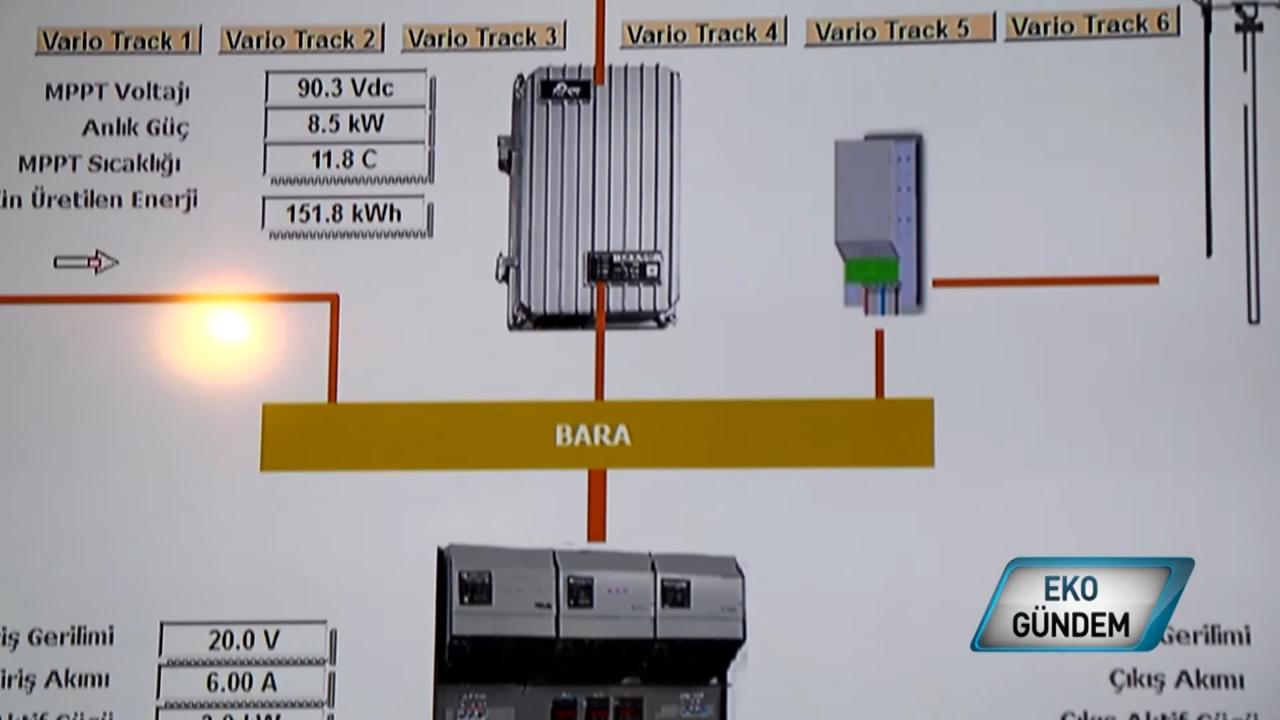 Vario Track 1
Vario Track 2
Vario Track 3
Vario Track 4
Vario Track 5
Vario Track 6
MPPT Voltajı
90.3 Vdc
Anlık Güç
8.5 kW
MPPT Sıcaklığı
11.8 C
Üretilen Enerji
151.8 kWh
BARA
Gerilimi
20.0 V
Akımı
6.00 A
EKO
GÜNDEM
Gerilimi
Çıkış Akımı